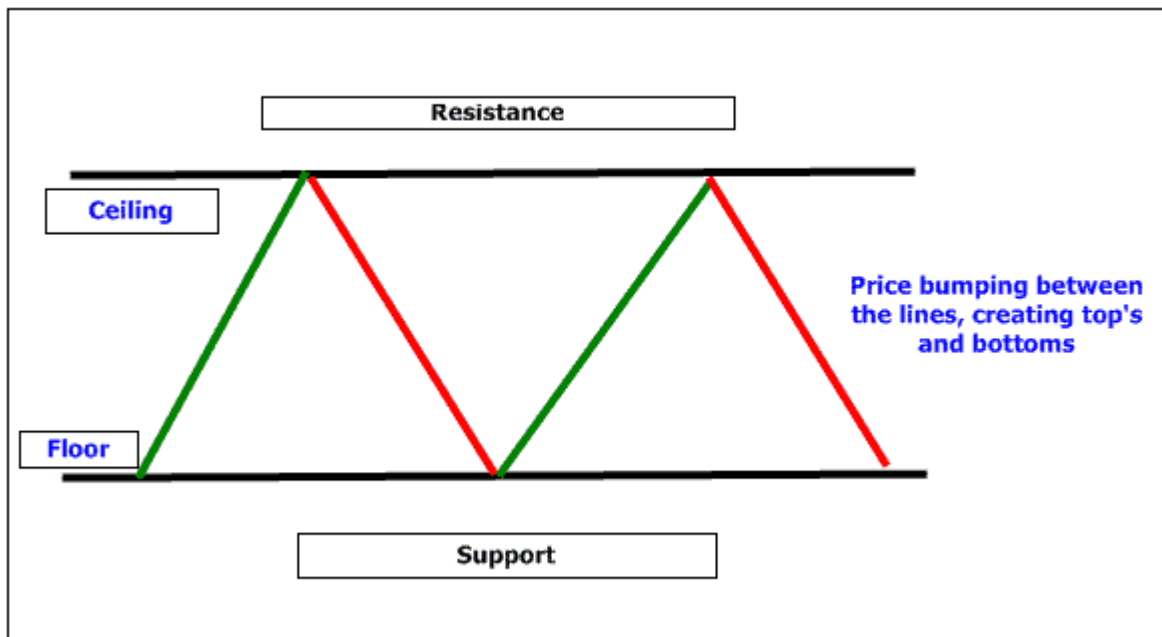 Resistance
Ceiling
Price bumping between
the lines, creating top's
and bottoms
Floor
Support